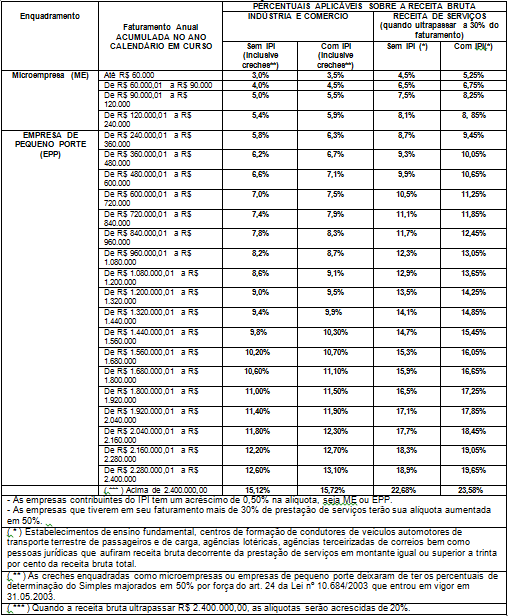 Enquadramento
Faturamento Anual ACUMULADA NO ANO CALENDÁRIO EM CURSO
PERCENTUAIS APLICÁVEIS SOBRE A RECEITA BRUTA
INDÚSTRIA E COMERCIO
RECEITA DE SERVIÇOS (quando ultrapassar a 30% do faturamento)
Sem IPI (inclusive creches**)
Com IPI (inclusive creches**)
Sem IPI (*)
Com IPI(*)
Microempresa (ME)
Até R$ 60.000 3,0% 3,5% 4,5% 5,25%
De R$ 60.000,01 a R$ 90.000 4,0% 4,5% 6,5% 6,75%
De R$ 90.000,01 a R$ 120.000 5,0% 5,5% 7,5% 8,25%
De R$ 120.000,01 a R$ 240.000 5,4% 5,9% 8,1% 8, 85%
EMPRESA DE PEQUENO PORTE (EPP)
De R$ 240.000,01 a R$ 360.000 5,8% 6,3% 8,7% 9,45%
De R$ 360.000,01 a R$ 480.000 6,2% 6,7% 9,3% 10,05%
De R$ 480.000,01 a R$ 600.000 6,6% 7,1% 9,9% 10,65%
De R$ 600.000,01 a R$ 720.000 7,0% 7,5% 10,5% 11,25%
De R$ 720.000,01 a R$ 840.000 7,4% 7,9% 11,1% 11,85%
De R$ 840.000,01 a R$ 960.000 7,8% 8,3% 11,7% 12,45%
De R$ 960.000,01 a R$ 1.080.000 8,2% 8,7% 12,3% 13,05%
De R$ 1.080.000,01 a R$ 1.200.000 8,6% 9,1% 12,9% 13,65%
De R$ 1.200.000,01 a R$ 1.320.000 9,0% 9,5% 13,5% 14,25%
De R$ 1.320.000,01 a R$ 1.440.000 9,4% 9,9% 14,1% 14,85%
De R$ 1.440.000,01 a R$ 1.560.000 9,8% 10,30% 14,7% 15,45%
De R$ 1.560.000,01 a R$ 1.680.000 10,20% 10,70% 15,3% 16,05%
De R$ 1.680.000,01 a R$ 1.800.000 10,60% 11,10% 15,9% 16,65%
De R$ 1.800.000,01 a R$ 1.920.000 11,00% 11,50% 16,5% 17,25%
De R$ 1.920.000,01 a R$ 2.040.000 11,40% 11,90% 17,1% 17,85%
De R$ 2.040.000,01 a R$ 2.160.000 11,80% 12,30% 17,7% 18,45%
De R$ 2.160.000,01 a R$ 2.280.000 12,20% 12,70% 18,3% 19,05%
De R$ 2.280.000,01 a R$ 2.400.000 12,60% 13,10% 18,9% 19,65%
( *** ) Acima de 2.400.000,00 15,12% 15,72% 22,68% 23,58%
- As empresas contribuintes do IPI tem um acréscimo de 0,50% na alíquota, seja ME ou EPP.
- As empresas que tiverem em seu faturamento mais de 30% de prestação de serviços terão sua alíquota aumentada
em 50%.
( * ) Estabelecimentos de ensino fundamental, centros de formação de condutores de veículos automotores de
transporte terrestre de passageiros e de carga, agências lotéricas, agências terceirizadas de correios bem como
pessoas jurídicas que aufiram receita bruta decorrente da prestação de serviços em montante igual ou superior a trinta
por cento da receita bruta total.
( ** ) As creches enquadradas como microempresas ou empresas de pequeno porte deixaram de ter os percentuais de
determinação do Simples majorados em 50% por força do art. 24 da Lei nº 10.684/2003 que entrou em vigor em
31.05.2003.
( *** ) Quando a receita bruta ultrapassar R$ 2.400.000,00, as alíquotas serão acrescidas de 20%.